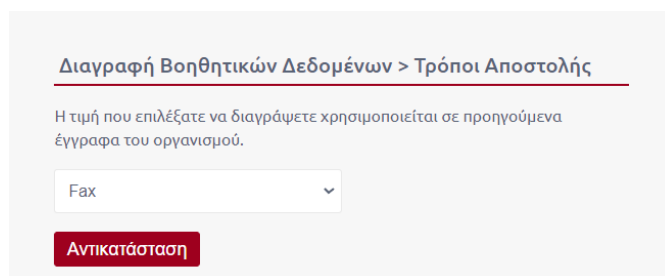 Διαγραφή Βοηθητικών Δεδομένων > Τρόποι Αποστολής
Η τιμή που επιλέξατε να διαγράψετε χρησιμοποιείται σε προηγούμενα
έγγραφα του οργανισμού.
Fax
Αντικατάσταση